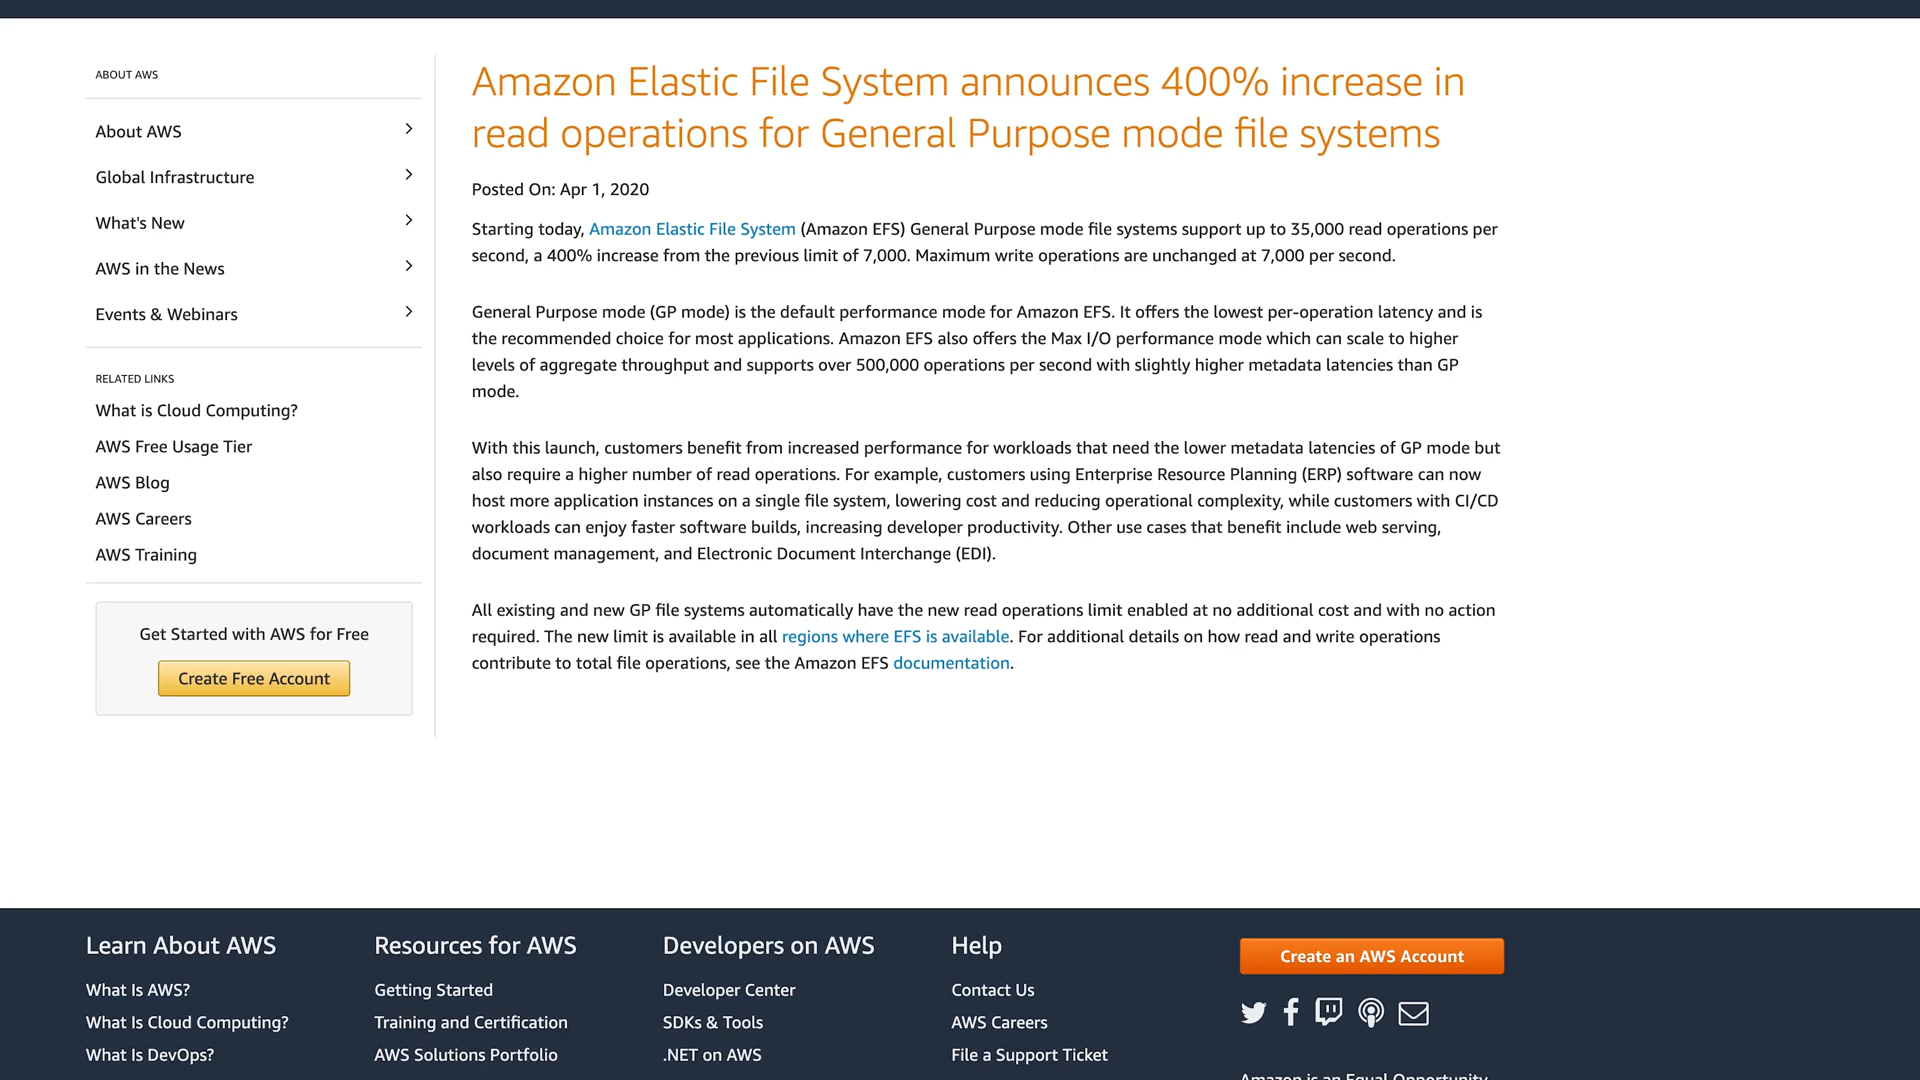 ABOUT AWS
About AWS
Global Infrastructure
What's New
AWS in the News
Events & Webinars
RELATED LINKS
What is Cloud Computing?
AWS Free Usage Tier
AWS Blog
AWS Careers
AWS Training
Get Started with AWS for Free
Create Free Account
Amazon Elastic File System announces 400% increase in
read operations for General Purpose mode file systems
Posted On: Apr 1, 2020
Starting today, Amazon Elastic File System (Amazon EFS) General Purpose mode file systems support up to 35,000 read operations per
second, a 400% increase from the previous limit of 7,000. Maximum write operations are unchanged at 7,000 per second.
General Purpose mode (GP mode) is the default performance mode for Amazon EFS. It offers the lowest per-operation latency and is
the recommended choice for most applications. Amazon EFS also offers the Max I/O performance mode which can scale to higher
levels of aggregate throughput and supports over 500,000 operations per second with slightly higher metadata latencies than GP
mode.
With this launch, customers benefit from increased performance for workloads that need the lower metadata latencies of GP mode but
also require a higher number of read operations. For example, customers using Enterprise Resource Planning (ERP) software can now
host more application instances on a single file system, lowering cost and reducing operational complexity, while customers with CI/CD
workloads can enjoy faster software builds, increasing developer productivity. Other use cases that benefit include web serving,
document management, and Electronic Document Interchange (EDI).
All existing and new GP file systems automatically have the new read operations limit enabled at no additional cost and with no action
required. The new limit is available in all regions where EFS is available. For additional details on how read and write operations
contribute to total file operations, see the Amazon EFS documentation.
Learn About AWS
What Is AWS?
What Is Cloud Computing?
What Is DevOps?
Resources for AWS
Getting Started
Training and Certification
AWS Solutions Portfolio
Developers on AWS
Developer Center
SDKs & Tools
.NET on AWS
Help
Contact Us
AWS Careers
File a Support Ticket
Create an AWS Account
Amazon is an Equal Opportunity